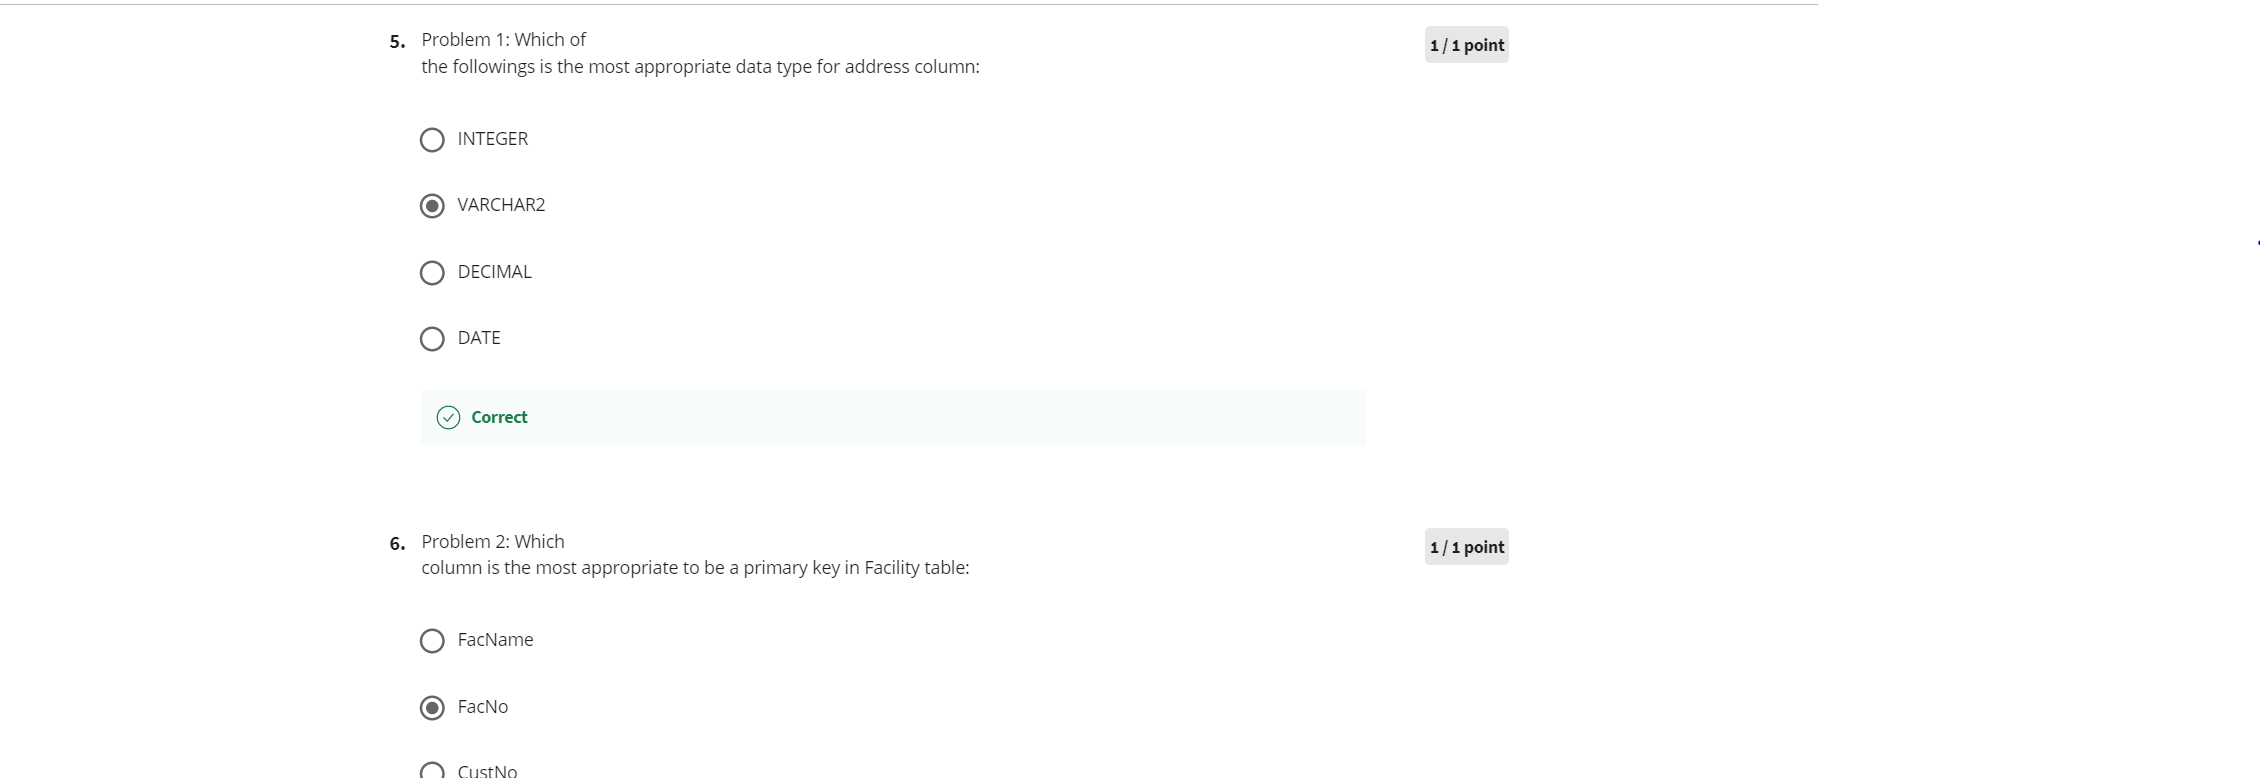 5. Problem 1: Which of
the followings is the most appropriate data type for address column:
1 / 1 point
INTEGER
VARCHAR2
DECIMAL
DATE
Correct
6. Problem 2: Which
column is the most appropriate to be a primary key in Facility table:
1 / 1 point
FacName
FacNo
CustNo